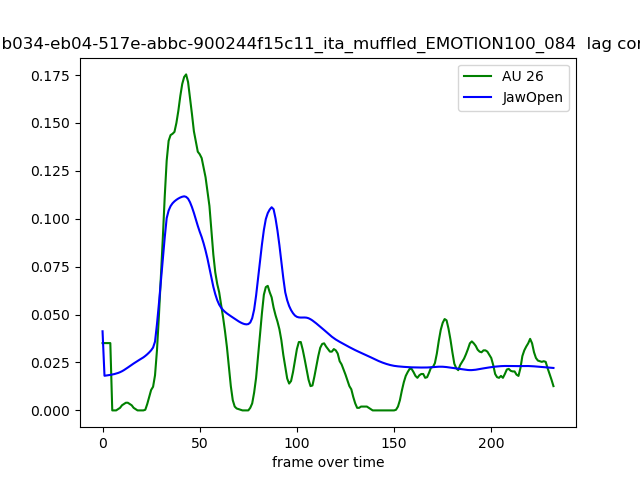 b034-eb04-517e-abbc-900244f15c11_ita_muffled_EMOTION100_084 lag
AU 26
JawOpen
0.175
0.150
0.125
0.100
0.075
0.050
0.025
0.000
0 50 100 150 200
frame over time